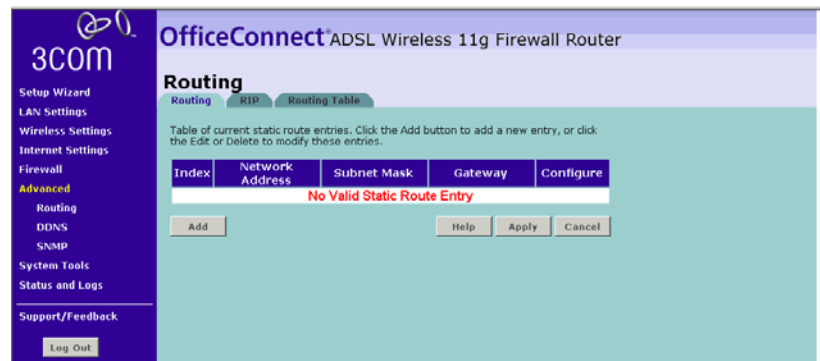 3COM
Setup Wizard
LAN Settings
Wireless Settings
Internet Settings
Firewall
Advanced
Routing
DDNS
SNMP
System Tools
Status and Logs
Support/Feedback
Log Out
OfficeConnect® ADSL Wireless 11g Firewall Router
Routing
Routing RIP Routing Table
Table of current static route entries. Click the Add button to add a new entry, or click
the Edit or Delete to modify these entries.
Index Network Address Subnet Mask Gateway Configure
No Valid Static Route Entry
Add Help Apply Cancel